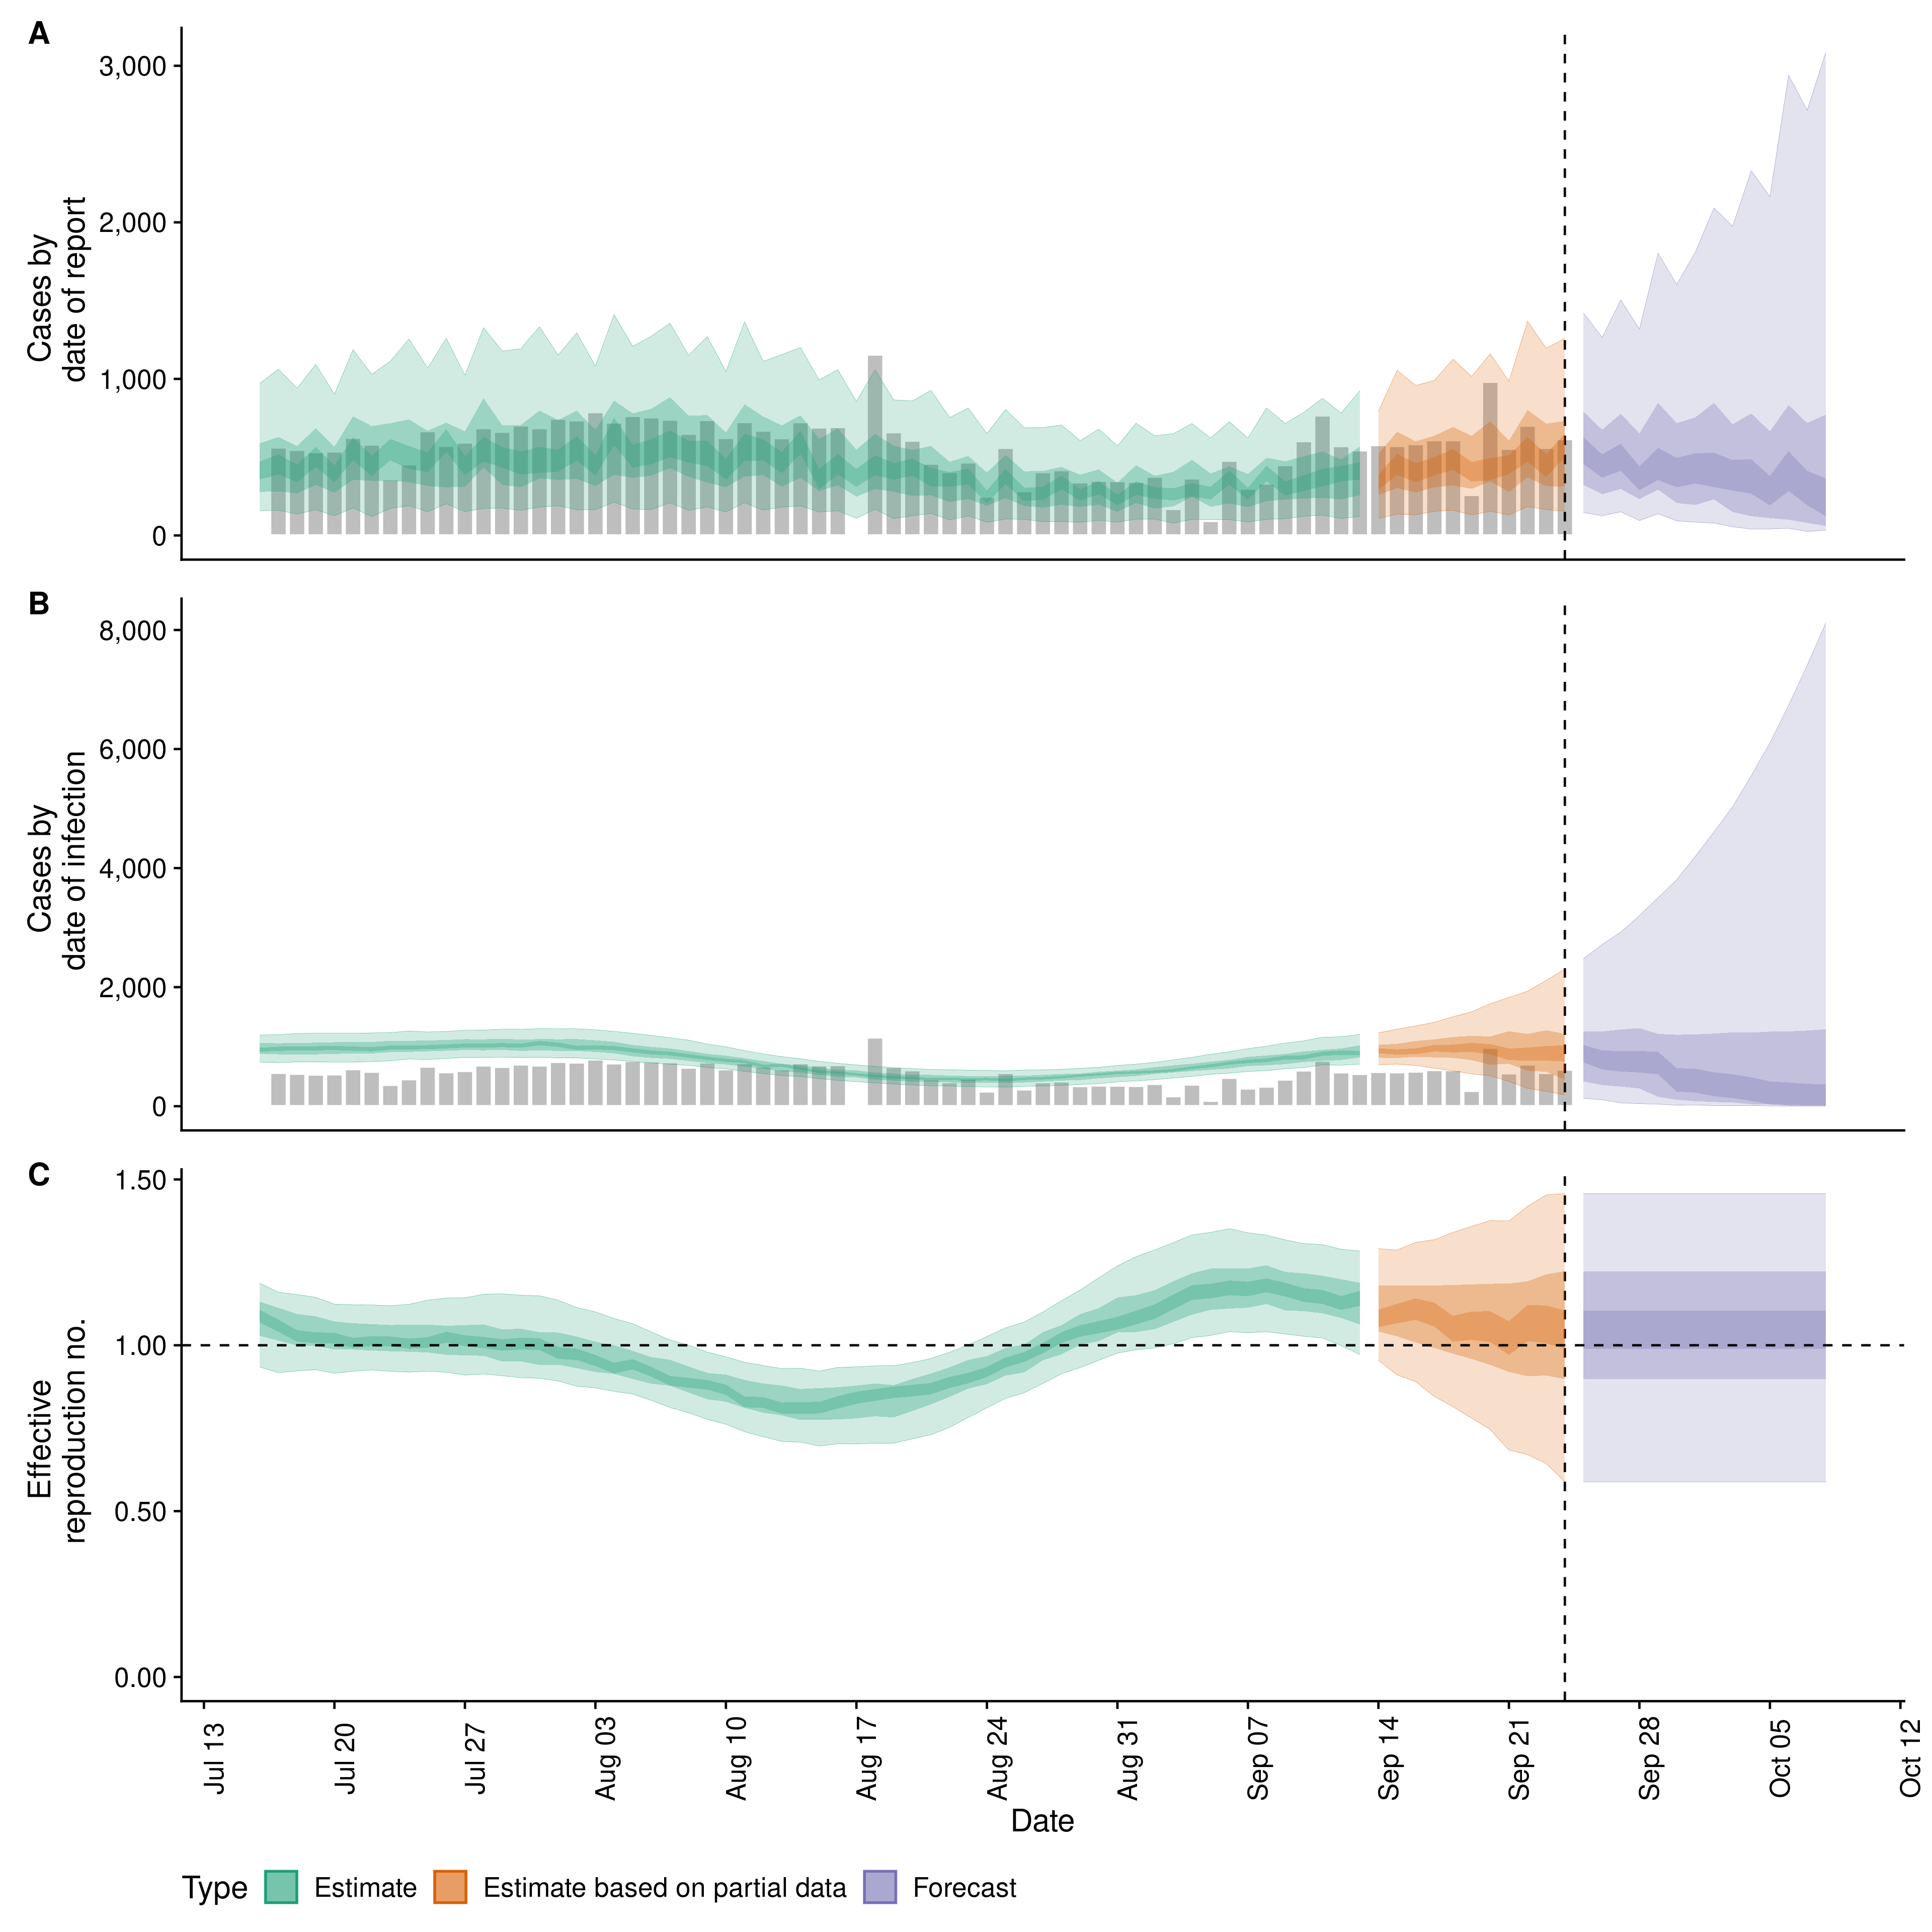 A
Cases by
date of report
3,000
2,000
1,000
0
B
Cases by
date of infection
8,000
6,000
4,000
2,000
0
C
Effective
reproduction no.
1.50
1.00
0.50
0.00
Jul 13
Jul 20
Jul 27
Aug 03
Aug 10
Aug 17
Aug 24
Aug 31
Sep 07
Sep 14
Sep 21
Sep 28
Oct 05
Oct 12
Date
Type Estimate Estimate based on partial data Forecast